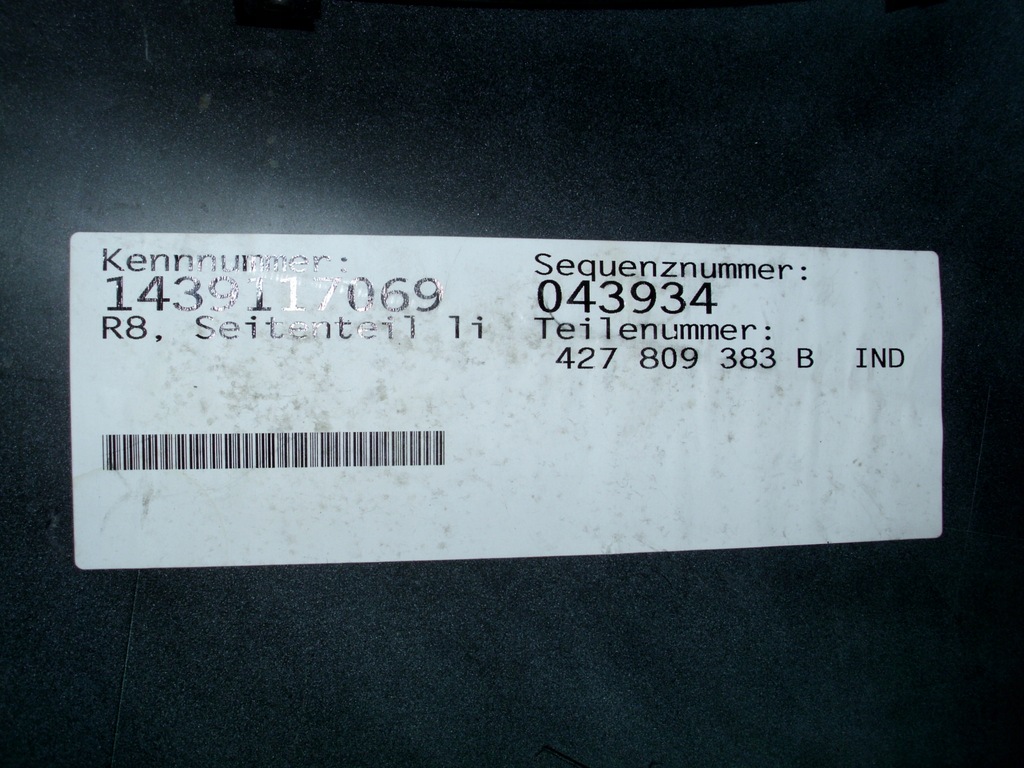 Kennnummer:
1439117069
R8, Seitenteil li
Sequenznummer:
043934
Teilenummer:
427 809 383 B IND